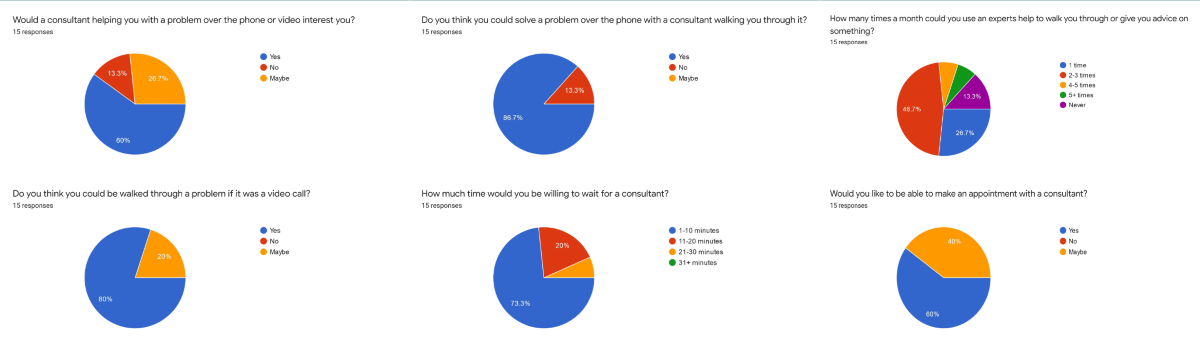 Would a consultant helping you with a problem over the phone or video interest you?
15 responses
Yes
No
Maybe
13.3%
26.7%
60%
Do you think you could solve a problem over the phone with a consultant walking you through it?
15 responses
Yes
No
Maybe
13.3%
86.7%
How many times a month could you use an experts help to walk you through or give you advice on
something?
15 responses
1 time
2-3 times
4-5 times
5+ times
Never
46.7%
13.3%
26.7%
Do you think you could be walked through a problem if it was a video call?
15 responses
Yes
No
Maybe
20%
80%
How much time would you be willing to wait for a consultant?
15 responses
1-10 minutes
11-20 minutes
21-30 minutes
31+ minutes
20%
73.3%
Would you like to be able to make an appointment with a consultant?
15 responses
Yes
No
Maybe
40%
60%